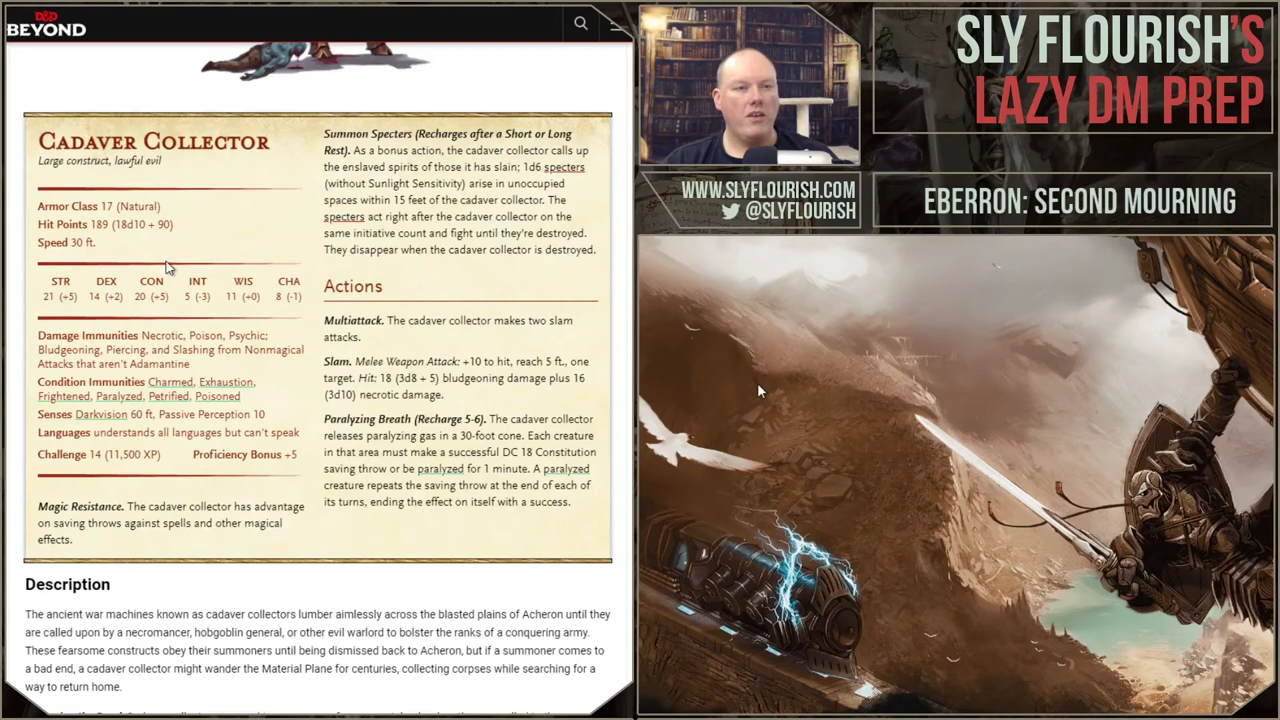 D&D
BEYOND
CADAVER COLLECTOR
Large construct, lawful evil
Armor Class 17 (Natural)
Hit Points 189 (18d10 + 90)
Speed 30 ft.
STR DEX CON INT WIS CHA
21 (+5) 14 (+2) 20 (+5) 5 (-3) 11 (+0) 8 (-1)
Damage Immunities Necrotic, Poison, Psychic;
Bludgeoning, Piercing, and Slashing from Nonmagical
Attacks that aren't Adamantine
Condition Immunities Charmed, Exhaustion,
Frightened, Paralyzed, Petrified, Poisoned
Senses Darkvision 60 ft, Passive Perception 10
Languages understands all languages but can't speak
Challenge 14 (11,500 XP) Proficiency Bonus +5
Magic Resistance. The cadaver collector has advantage
on saving throws against spells and other magical
effects.
Summon Specters (Recharges after a Short or Long
Rest). As a bonus action, the cadaver collector calls up
the enslaved spirits of those it has slain; 1d6 specters
(without Sunlight Sensitivity) arise in unoccupied
spaces within 15 feet of the cadaver collector. The
specters act right after the cadaver collector on the
same initiative count and fight until they're destroyed.
They disappear when the cadaver collector is destroyed.
Actions
Multiattack. The cadaver collector makes two slam
attacks.
Slam. Melee Weapon Attack: +10 to hit, reach 5 ft., one
target. Hit: 18 (3d8 + 5) bludgeoning damage plus 16
(3d10) necrotic damage.
Paralyzing Breath (Recharge 5-6). The cadaver collector
releases paralyzing gas in a 30-foot cone. Each creature
in that area must make a successful DC 18 Constitution
saving throw or be paralyzed for 1 minute. A paralyzed
creature repeats the saving throw at the end of each of
its turns, ending the effect on itself with a success.
Description
The ancient war machines known as cadaver collectors lumber aimlessly across the blasted plains of Acheron until they
are called upon by a necromancer, hobgoblin general, or other evil warlord to bolster the ranks of a conquering army.
These fearsome constructs obey their summoners until being dismissed back to Acheron, but if a summoner comes to
a bad end, a cadaver collector might wander the Material Plane for centuries, collecting corpses while searching for a
way to return home.
SLY FLOURISH'S
LAZY DM PREP
WWW.SLYFLOURISH.COM
@SLYFLOURISH
EBERRON: SECOND MOURNING